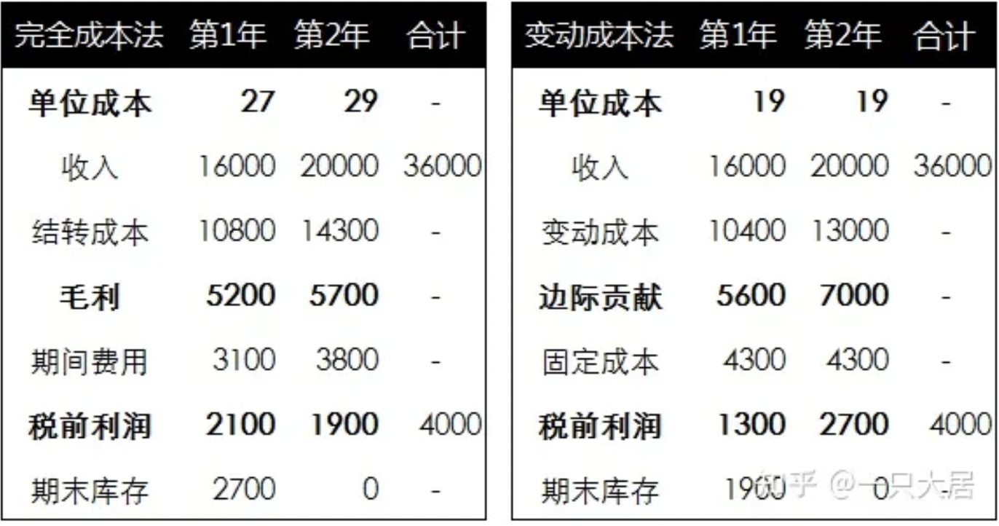 完全成本法 第1年 第2年 合计
单位成本 27 29 -
收入 16000 20000 36000
结转成本 10800 14300 -
毛利 5200 5700 -
期间费用 3100 3800 -
税前利润 2100 1900 4000
期末库存 2700 0 -
变动成本法 第1年 第2年 合计
单位成本 19 19 -
收入 16000 20000 36000
变动成本 10400 13000 -
边际贡献 5600 7000 -
固定成本 4300 4300 -
税前利润 1300 2700 4000
期末库存 1900 0 -
知乎 @一只大居